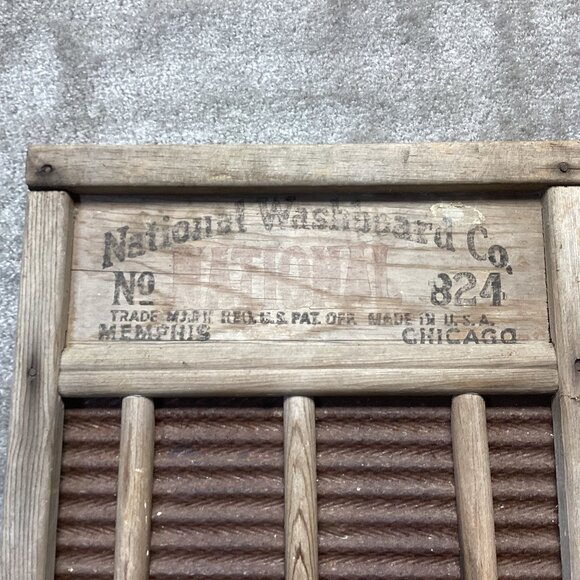 National Washboard Co.
No NATIONAL 824
TRADE MARK REG. U.S. PAT. OFF. MADE IN U.S.A.
MEMPHIS CHICAGO